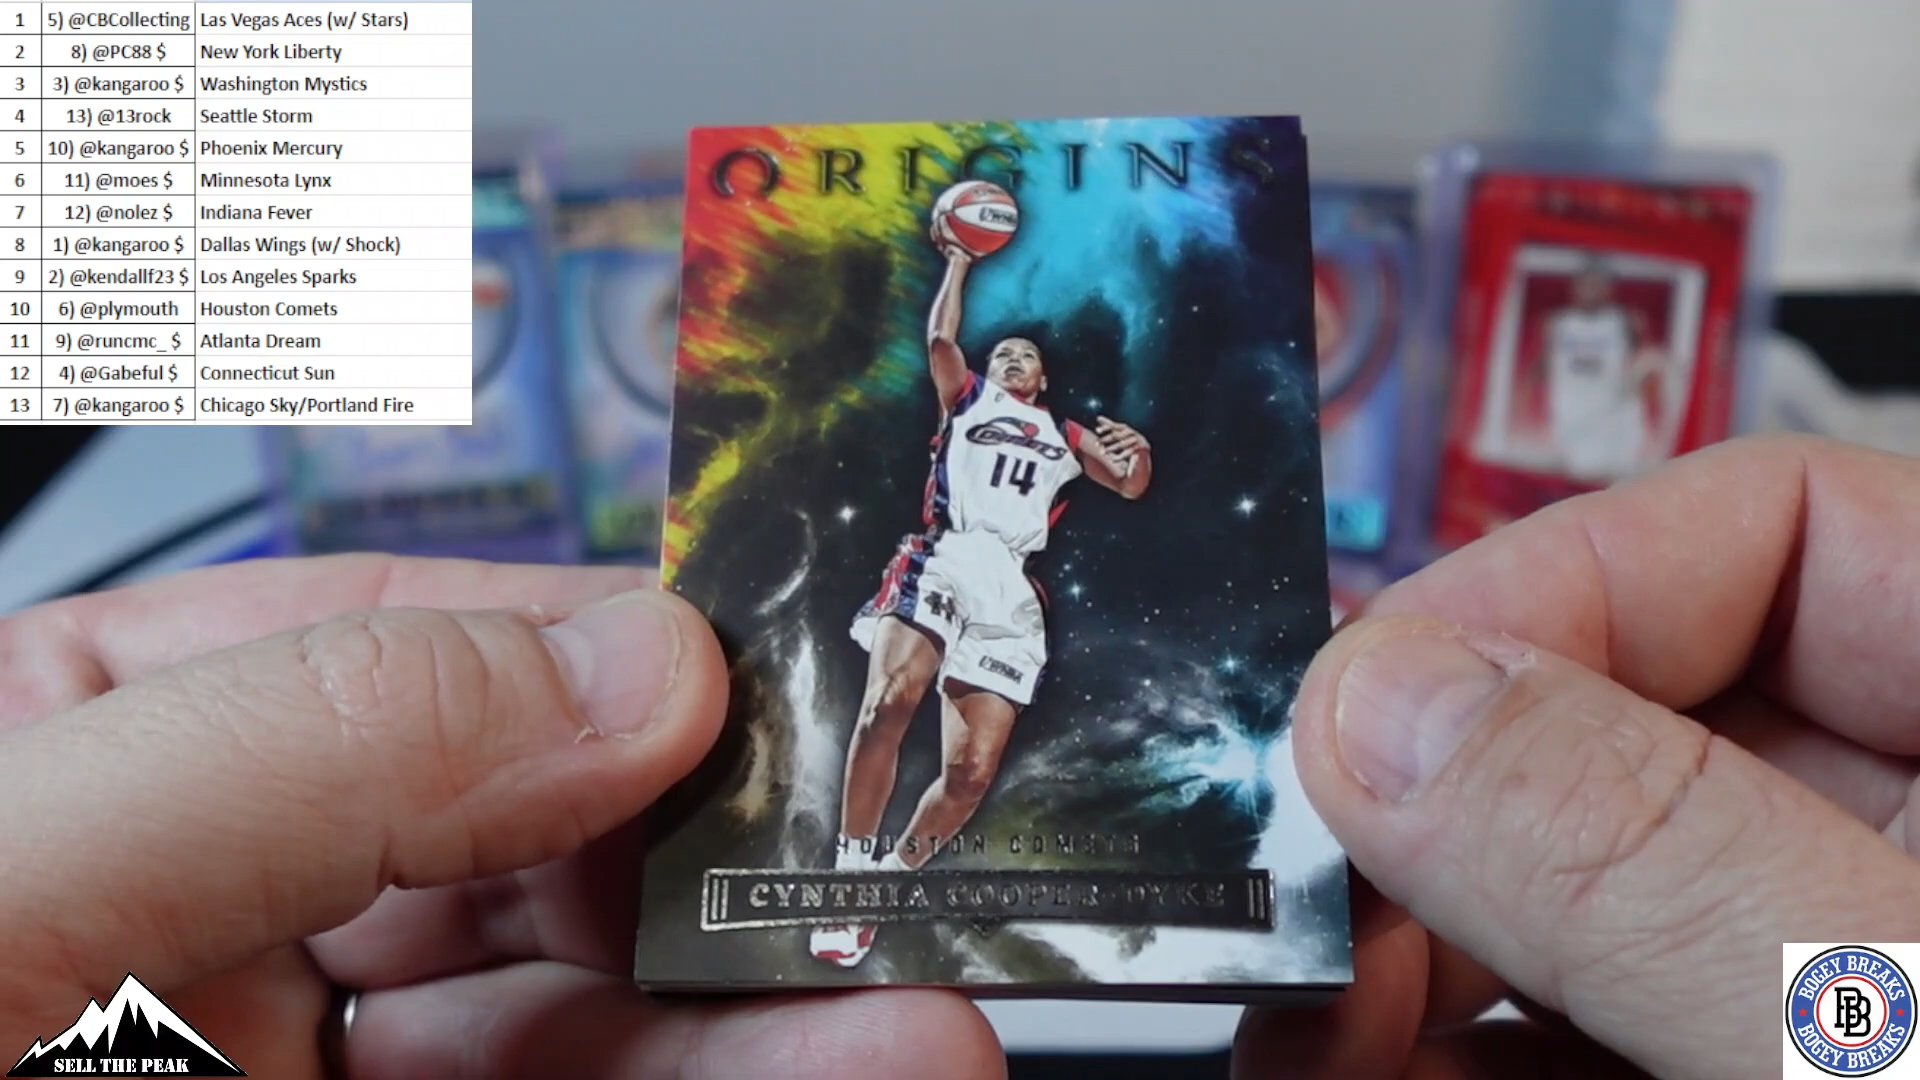 1 5) @CBCollecting Las Vegas Aces (w/ Stars)
2 8) @PC88 $ New York Liberty
3 3) @kangaroo $ Washington Mystics
4 13) @13rock Seattle Storm
5 10) @kangaroo $ Phoenix Mercury
6 11) @moes $ Minnesota Lynx
7 12) @nolez $ Indiana Fever
8 1) @kangaroo $ Dallas Wings (w/ Shock)
9 2) @kendallf23 $ Los Angeles Sparks
10 6) @plymouth Houston Comets
11 9) @runcmc_ $ Atlanta Dream
12 4) @Gabeful $ Connecticut Sun
13 7) @kangaroo $ Chicago Sky/Portland Fire
ORIGINS
WNBA
COMETS
14
WNBA
HOUSTON COMETS
CYNTHIA COOPER-DYKE
SELL THE PEAK
BOGEY BREAKS
BB
BOGEY BREAKS